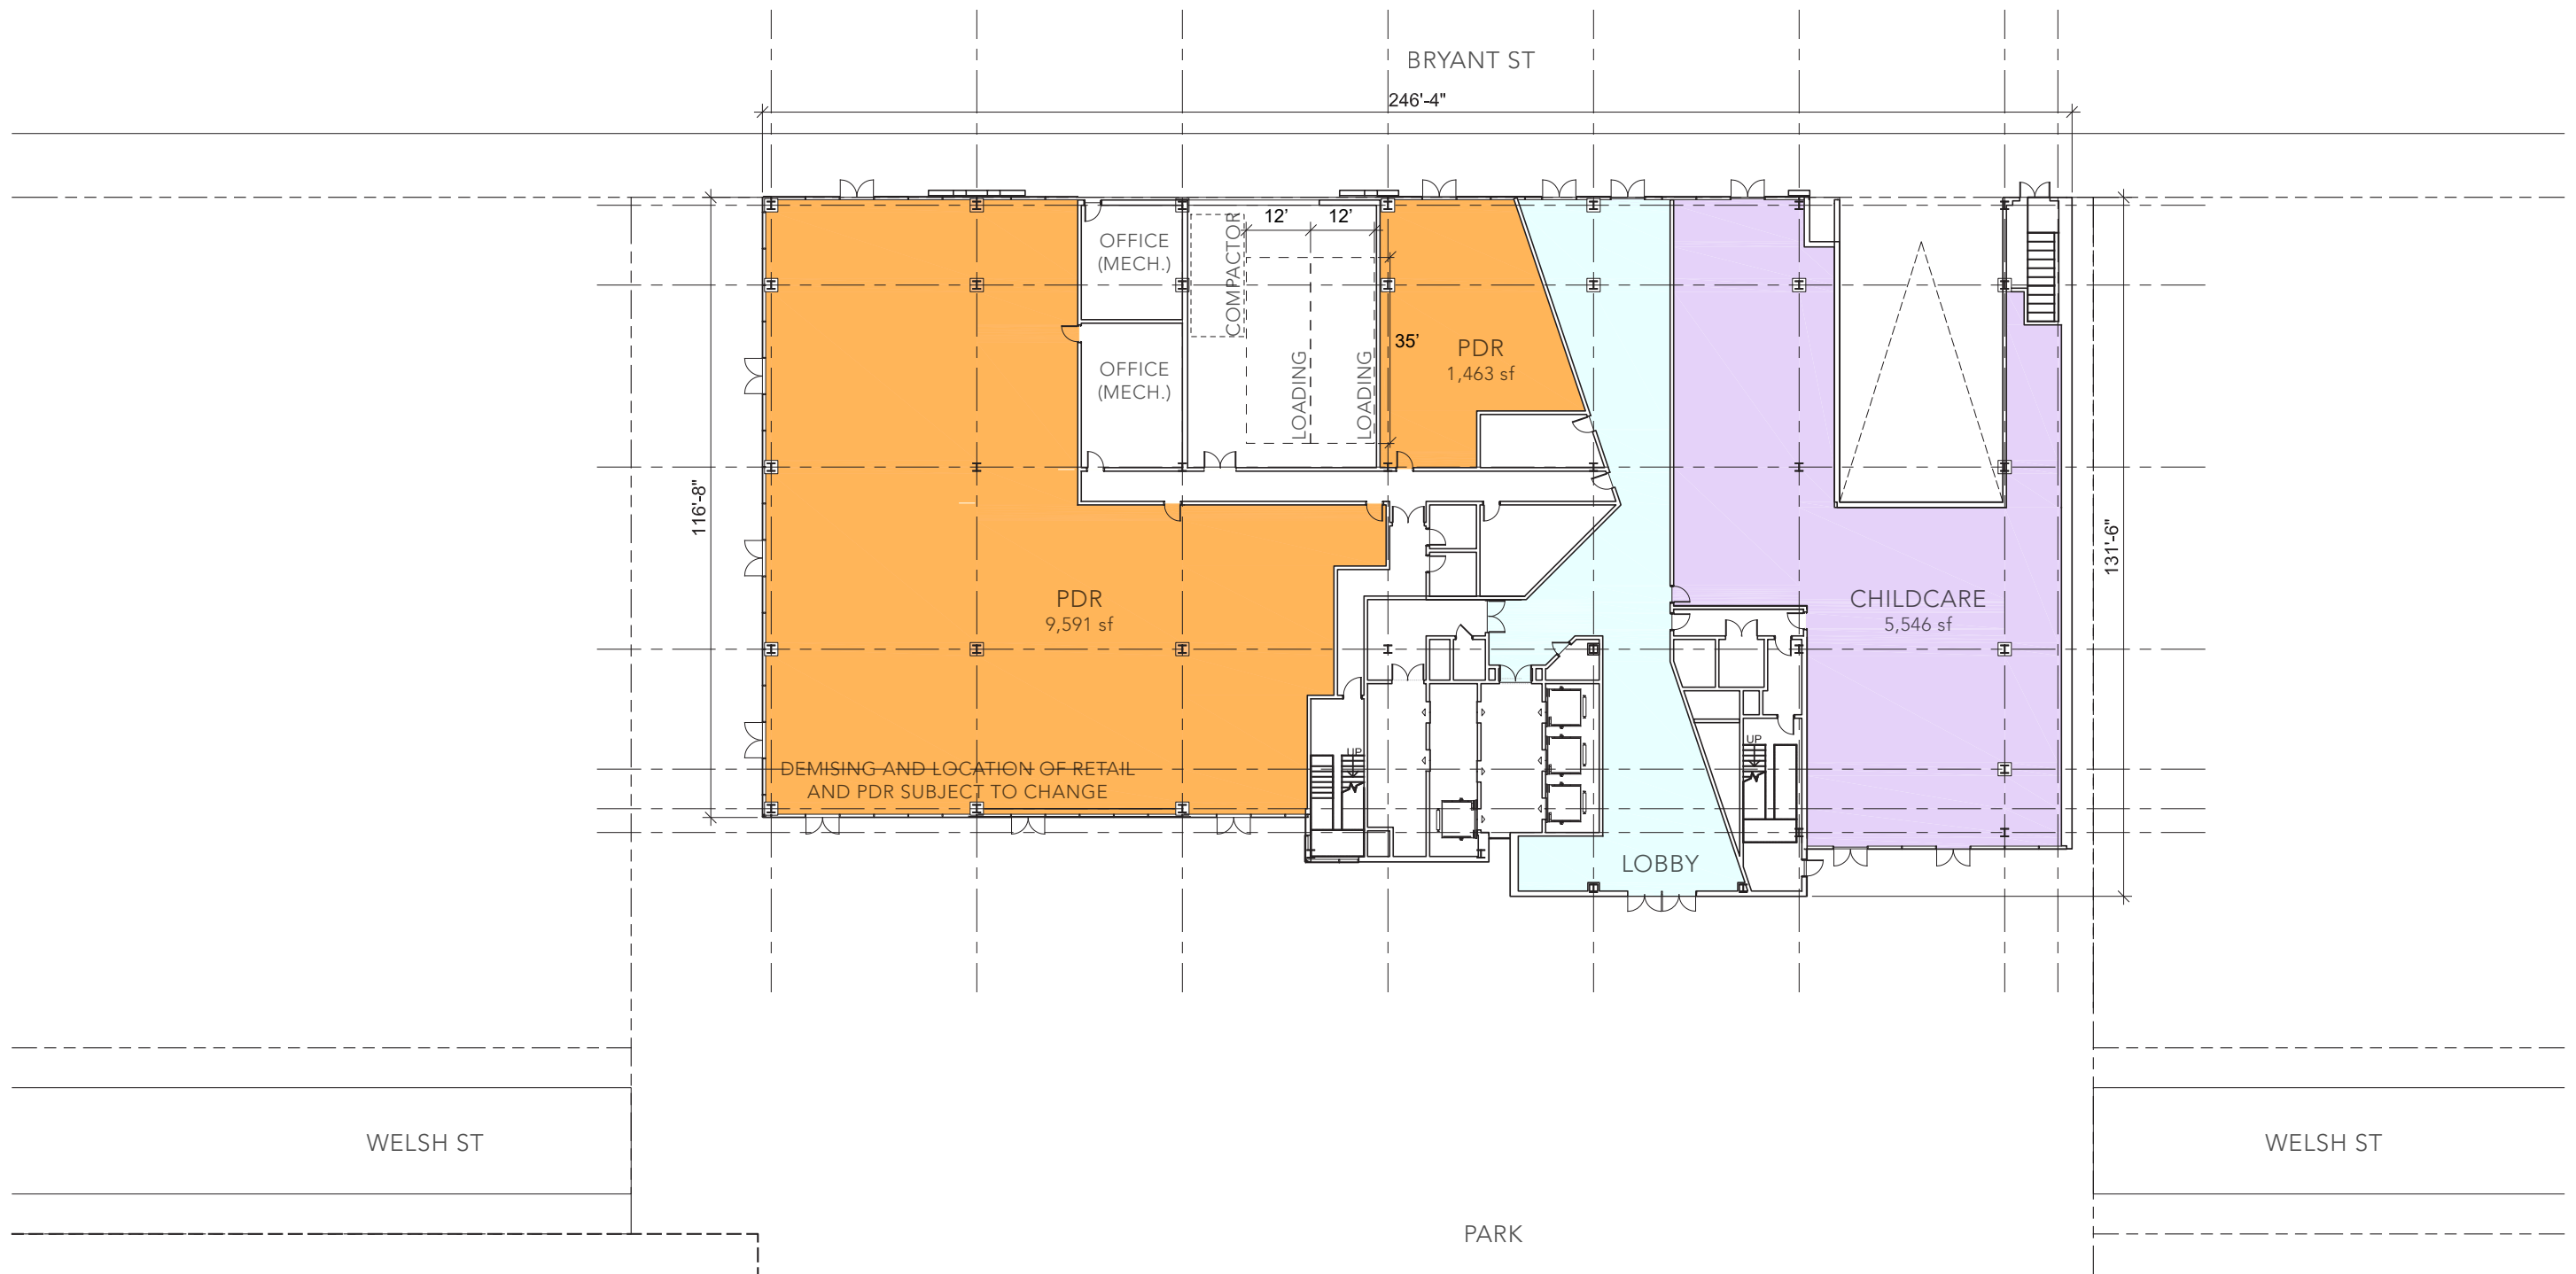 BRYANT ST
246'-4"
OFFICE
(MECH.)
COMPACTOR
12'
12'
35'
LOADING
LOADING
OFFICE
(MECH.)
PDR
1,463 sf
116'-8"
131'-6"
PDR
9,591 sf
CHILDCARE
5,546 sf
UP
UP
DEMISING AND LOCATION OF RETAIL
AND PDR SUBJECT TO CHANGE
LOBBY
WELSH ST
WELSH ST
PARK